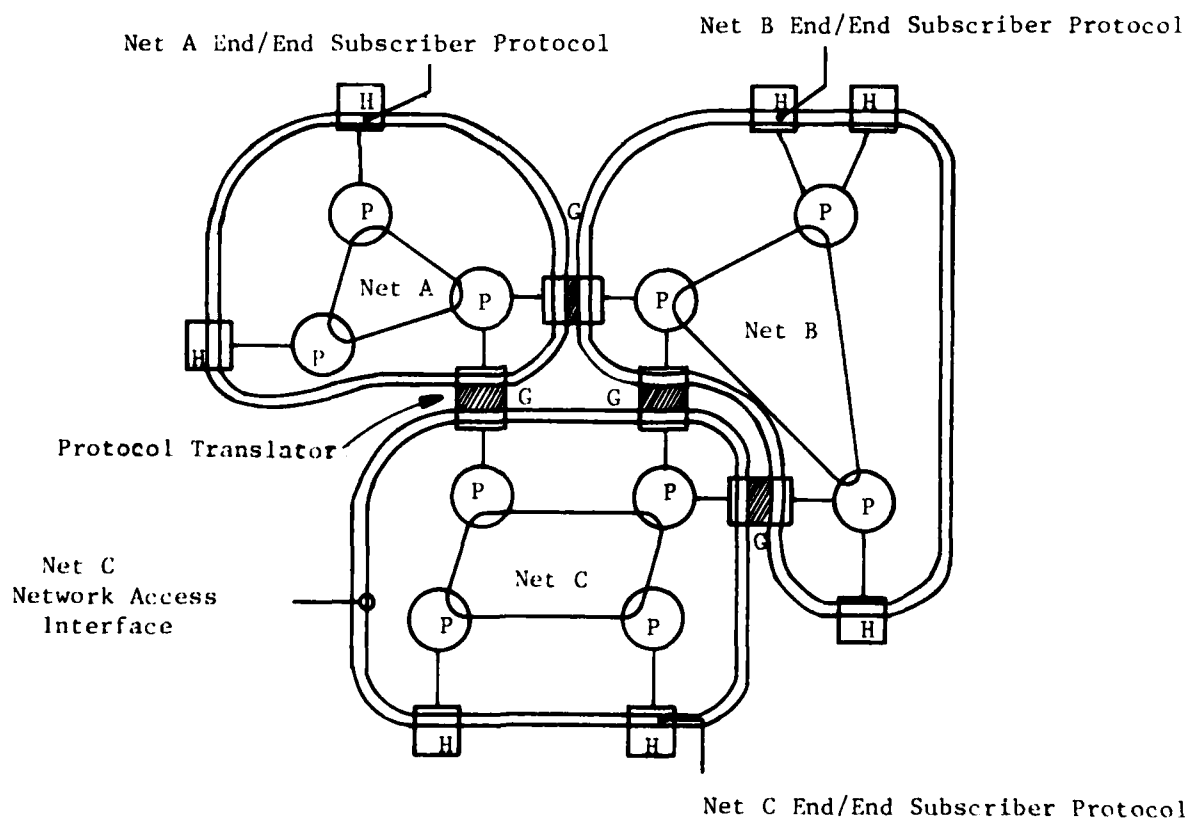 Net A End/End Subscriber Protocol
Net B End/End Subscriber Protocol
H
H
H
P
P
G
Net A
P
P
Net B
H
P
G
G
Protocol Translator
P
P
P
G
Net C
Network Access
Interface
Net C
P
P
H
H
H
Net C End/End Subscriber Protocol